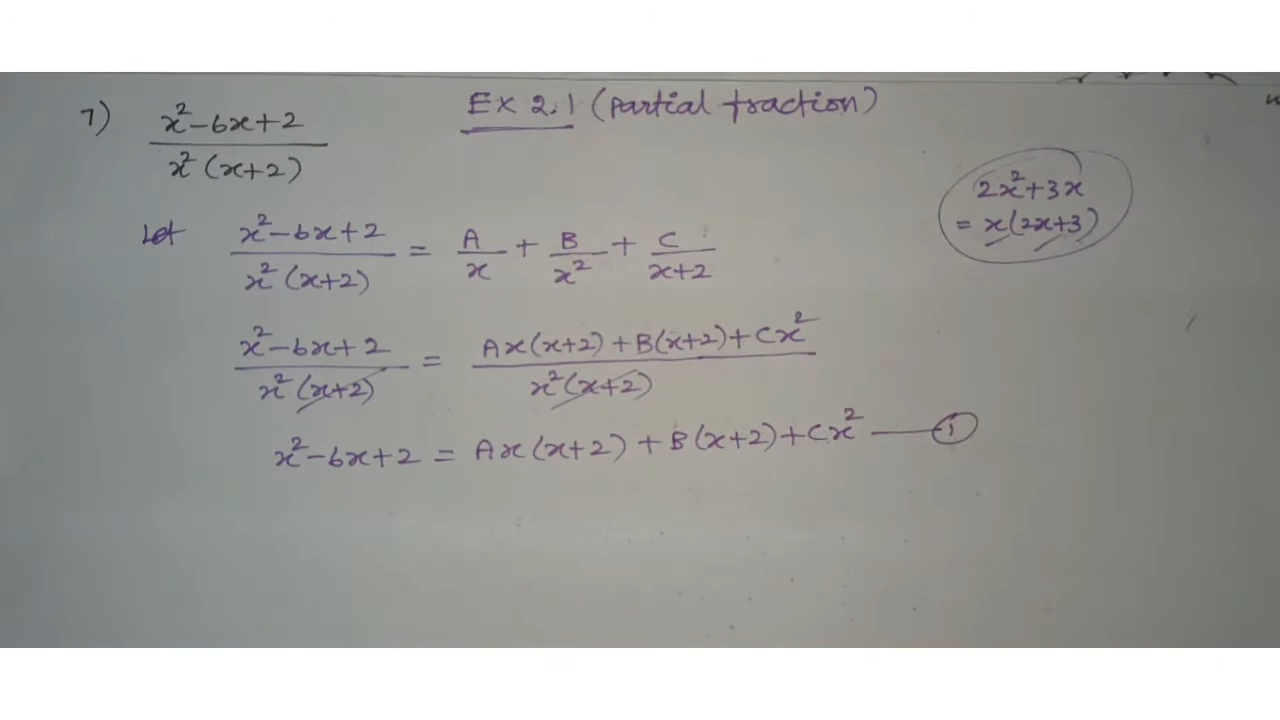 Ex 2.1 (Partial fraction)
7) x²-6x+2 / x²(x+2)
2x²+3x
= x(2x+3)
Let x²-6x+2 / x²(x+2) = A/x + B/x² + C/x+2
x²-6x+2 / x²(x+2) = Ax(x+2)+B(x+2)+Cx² / x²(x+2)
x²-6x+2 = Ax(x+2)+B(x+2)+Cx² — ①